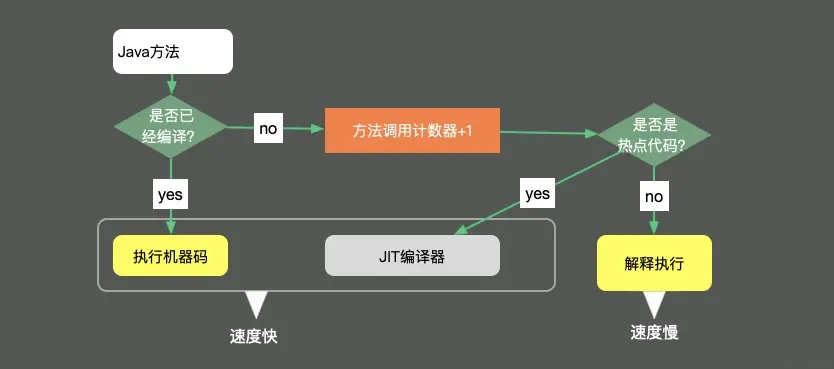 Java方法
是否已
经编译?
no
方法调用计数器+1
是否是
热点代码?
yes
yes
no
执行机器码
JIT编译器
解释执行
速度快
速度慢